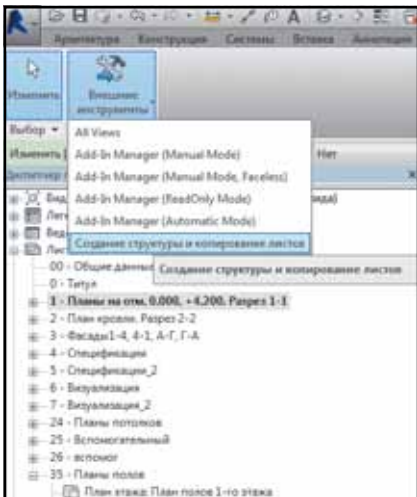 Архитектура Конструкция Системы Вставка Аннотации
Изменить
Внешние
инструменты
Выбор
All Views
Изменить
Нет
Add-In Manager (Manual Mode)
Add-In Manager (Manual Mode, Faceless)
Add-In Manager (ReadOnly Mode)
Add-In Manager (Automatic Mode)
Создание структуры и копирование листов
Создание структуры и копирование листов
00 - Общие данные
0 - Титул
1 - Планы на отм. 0.000, +4.200. Разрез 1-1
2 - План кровли. Разрез 2-2
3 - Фасады1-4, 4-1, А-Г, Г-А
4 - Спецификации
5 - Спецификации_2
6 - Визуализация
7 - Визуализация_2
24 - Планы потолков
25 - Вспомогательный
26 - вспомог
35 - Планы полов
План этажа: План полов 1-го этажа